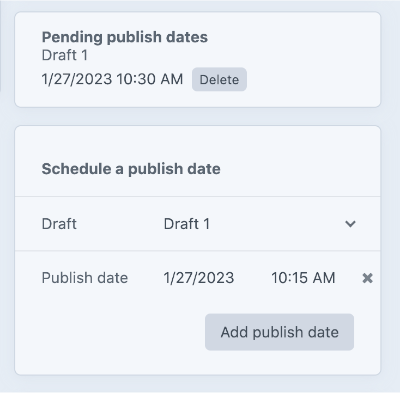 Pending publish dates
Draft 1
1/27/2023 10:30 AM Delete
Schedule a publish date
Draft Draft 1
Publish date 1/27/2023 10:15 AM
Add publish date